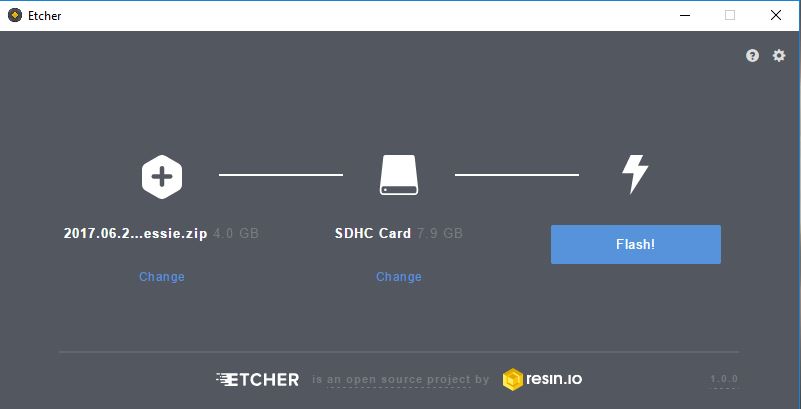 Etcher
2017.06.2...essie.zip 4.0 GB
SDHC Card 7.9 GB
Flash!
Change
Change
ETCHER is an open source project by resin.io 1.0.0